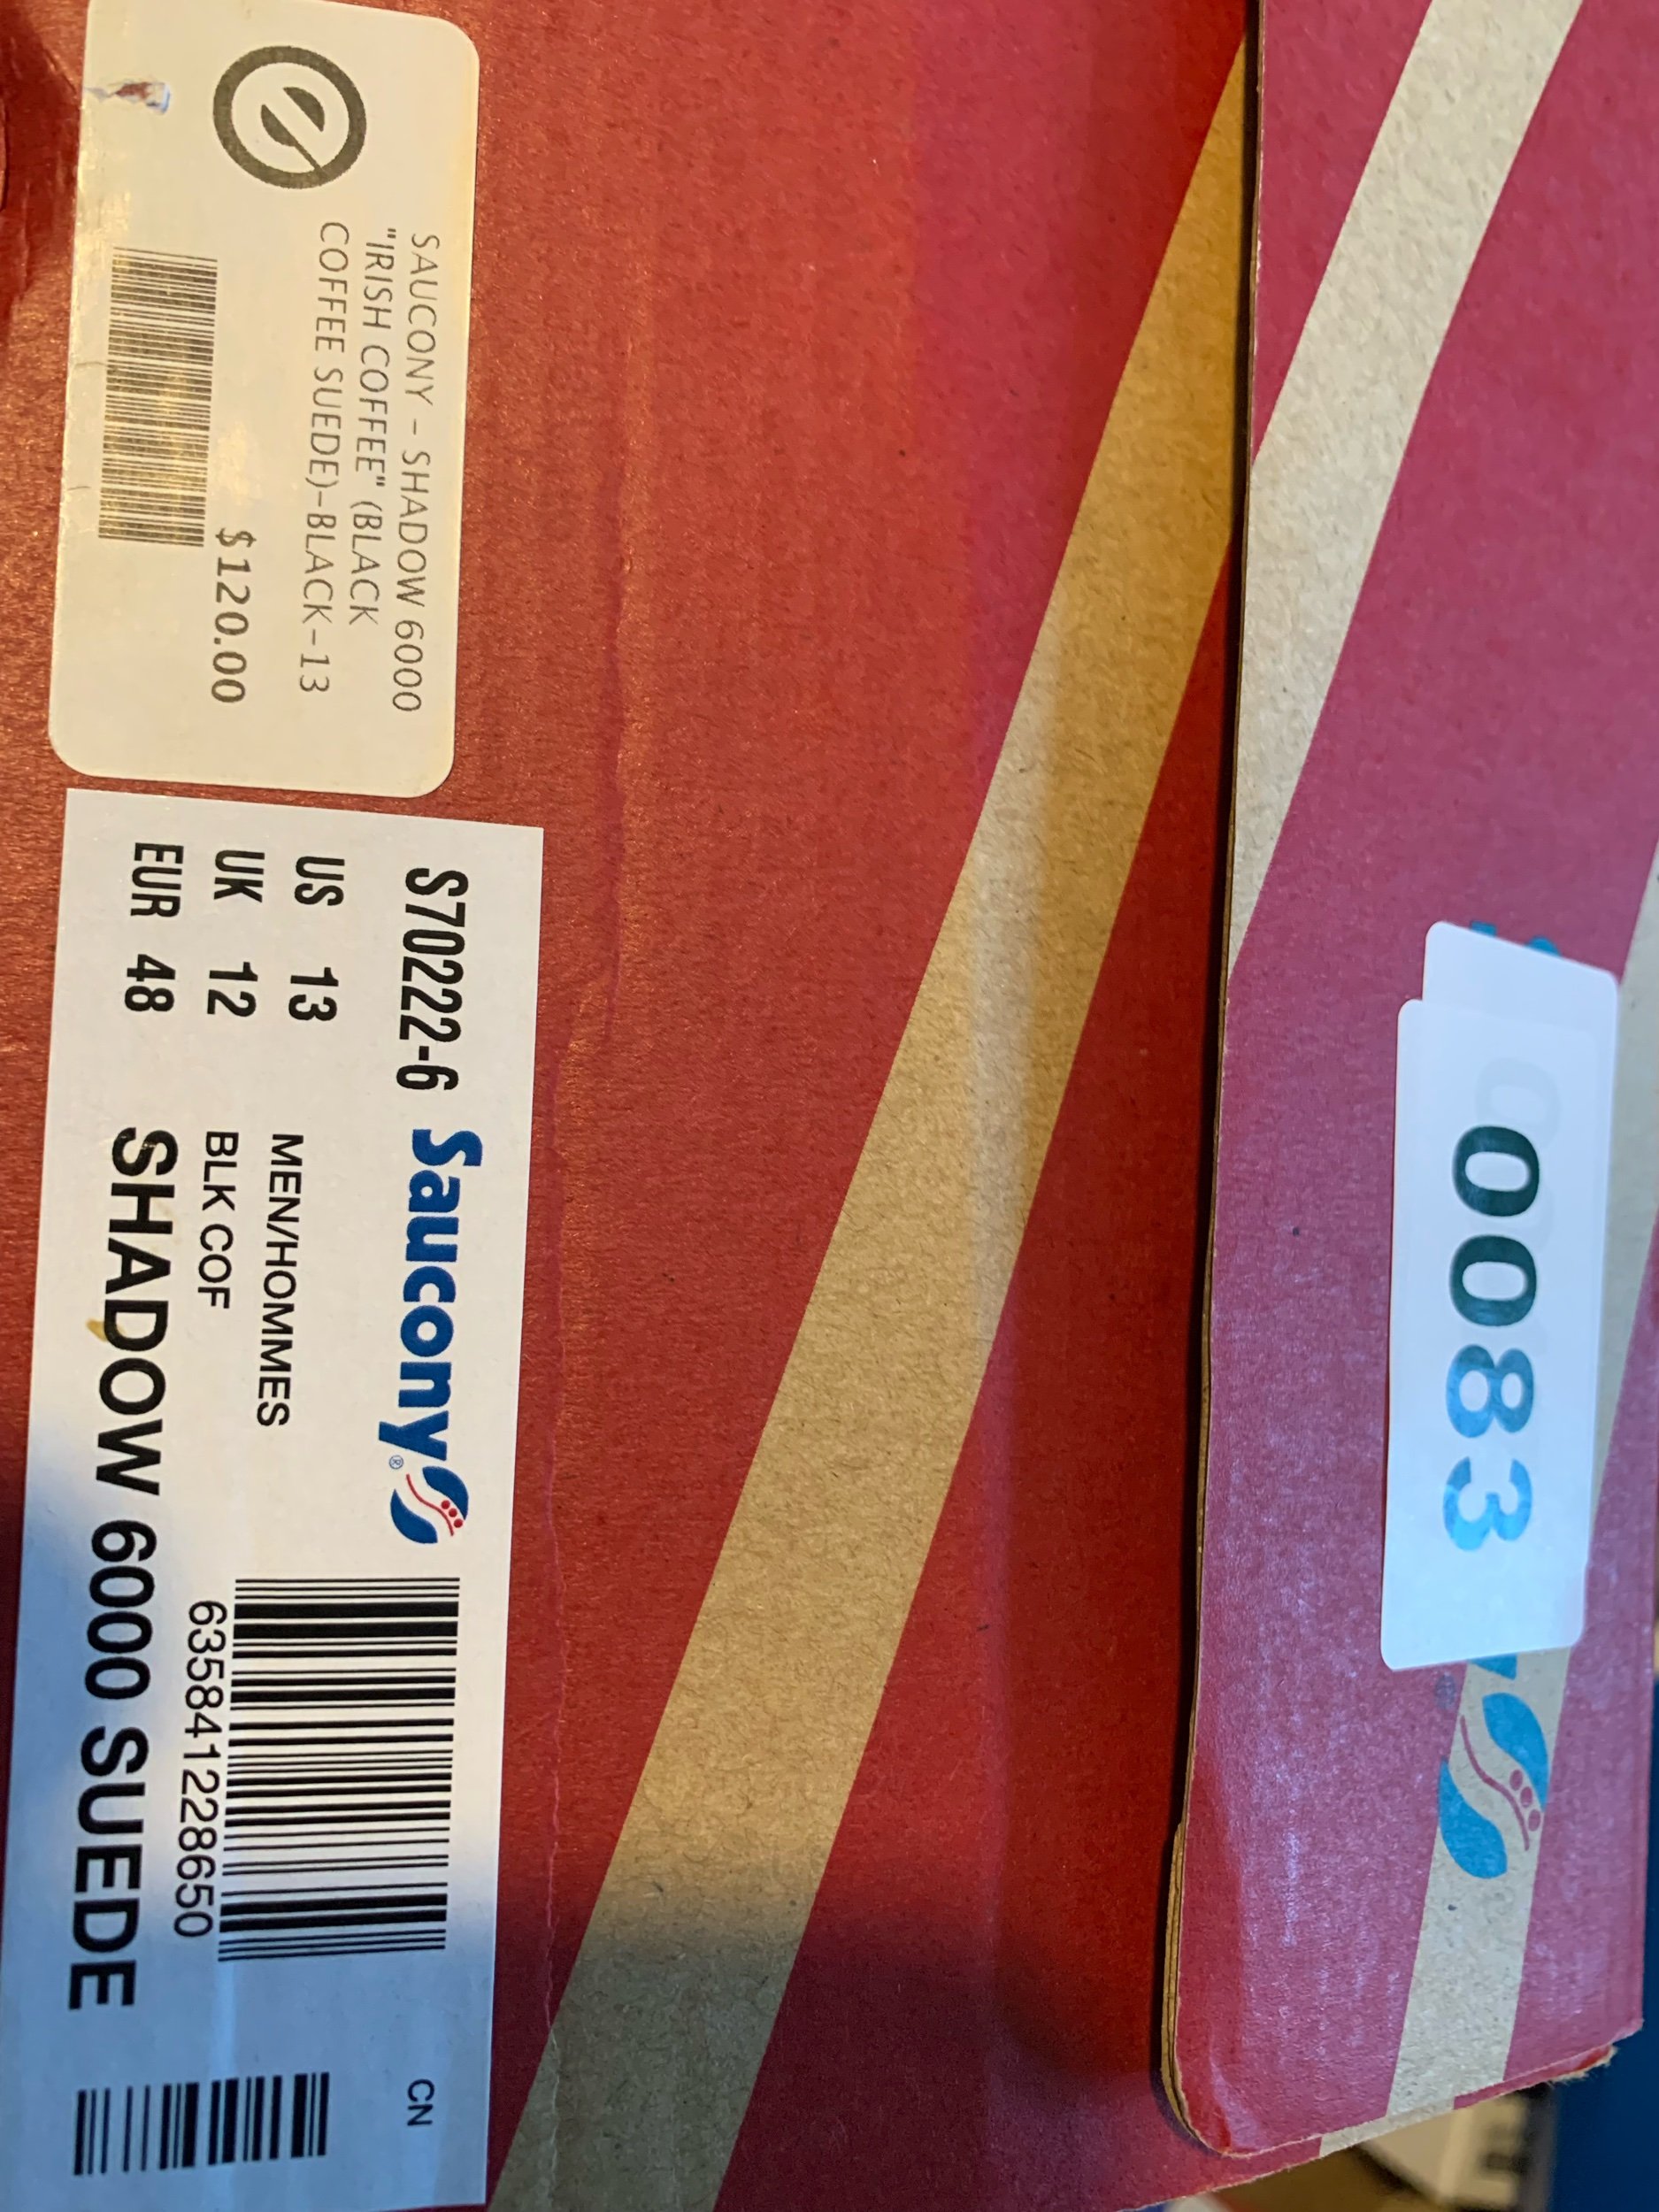 0083
SAUCONY - SHADOW 6000
"IRISH COFFEE" (BLACK
COFFEE SUEDE)-BLACK-13
$120.00
S70222-6 Saucony®
CN
US 13
UK 12
EUR 48
MEN/HOMMES
BLK COF
635841228650
SHADOW 6000 SUEDE